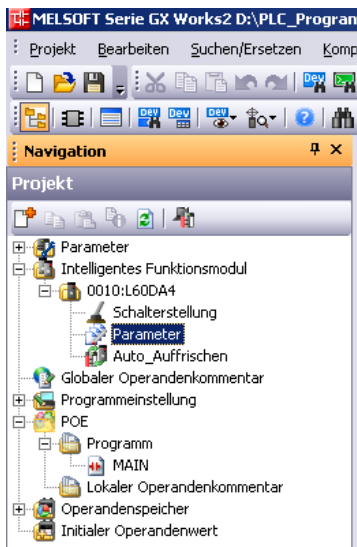 MELSOFT Serie GX Works2 D:\PLC_Program
Projekt Bearbeiten Suchen/Ersetzen Komp
Navigation
Projekt
Parameter
Intelligentes Funktionsmodul
0010:L60DA4
Schalterstellung
Parameter
Auto_Auffrischen
Globaler Operandenkommentar
Programmeinstellung
POE
Programm
MAIN
Lokaler Operandenkommentar
Operandenspeicher
Initialer Operandenwert